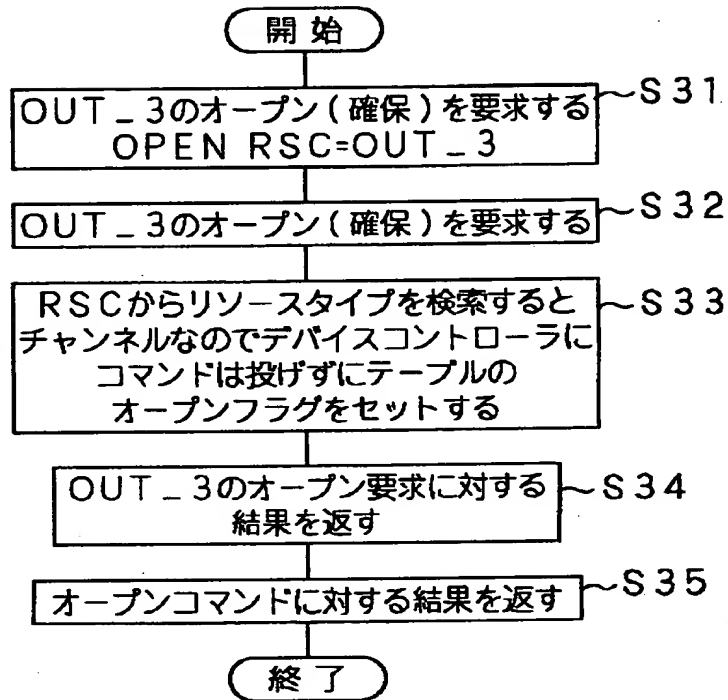 開始
OUT_3のオープン(確保)を要求する
OPEN RSC=OUT_3
S31
OUT_3のオープン(確保)を要求する
S32
RSCからリソースタイプを検索すると
チャンネルなのでデバイスコントローラに
コマンドは投げずにテーブルの
オープンフラグをセットする
S33
OUT_3のオープン要求に対する
結果を返す
S34
オープンコマンドに対する結果を返す
S35
終了